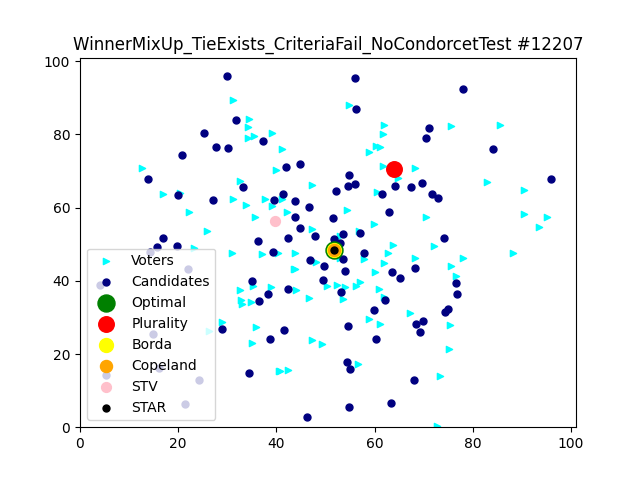 WinnerMixUp_TieExists_CriteriaFail_NoCondorcetTest #12207
100
80
60
40
20
0
Voters
Candidates
Optimal
Plurality
Borda
Copeland
STV
STAR
0 20 40 60 80 100